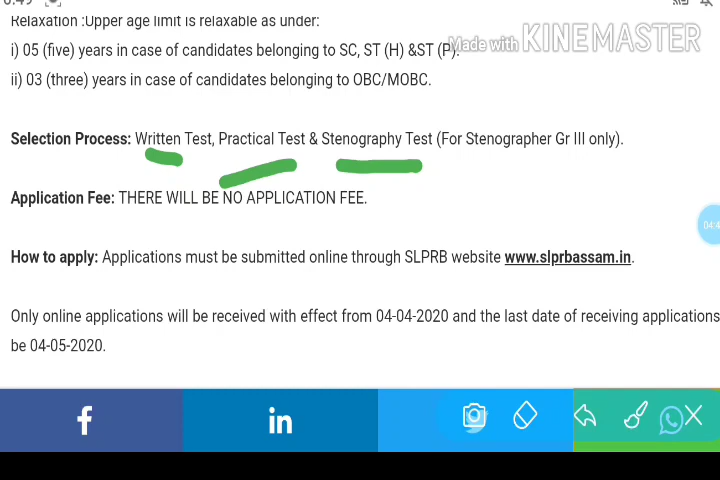 Relaxation :Upper age limit is relaxable as under:
i) 05 (five) years in case of candidates belonging to SC, ST (H) &ST (P).
Made with KINEMASTER
ii) 03 (three) years in case of candidates belonging to OBC/MOBC.
Selection Process: Written Test, Practical Test & Stenography Test (For Stenographer Gr III only).
Application Fee: THERE WILL BE NO APPLICATION FEE.
04:4
How to apply: Applications must be submitted online through SLPRB website www.slprbassam.in.
Only online applications will be received with effect from 04-04-2020 and the last date of receiving applications
be 04-05-2020.
f in